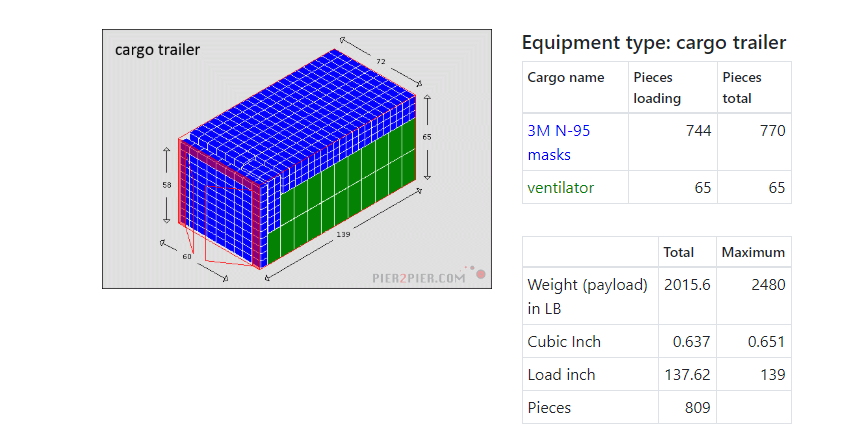 cargo trailer
72
65
58
139
60
PIER2PIER.COM
Equipment type: cargo trailer
Cargo name Pieces loading Pieces total
3M N-95 masks 744 770
ventilator 65 65
Total Maximum
Weight (payload) in LB 2015.6 2480
Cubic Inch 0.637 0.651
Load inch 137.62 139
Pieces 809